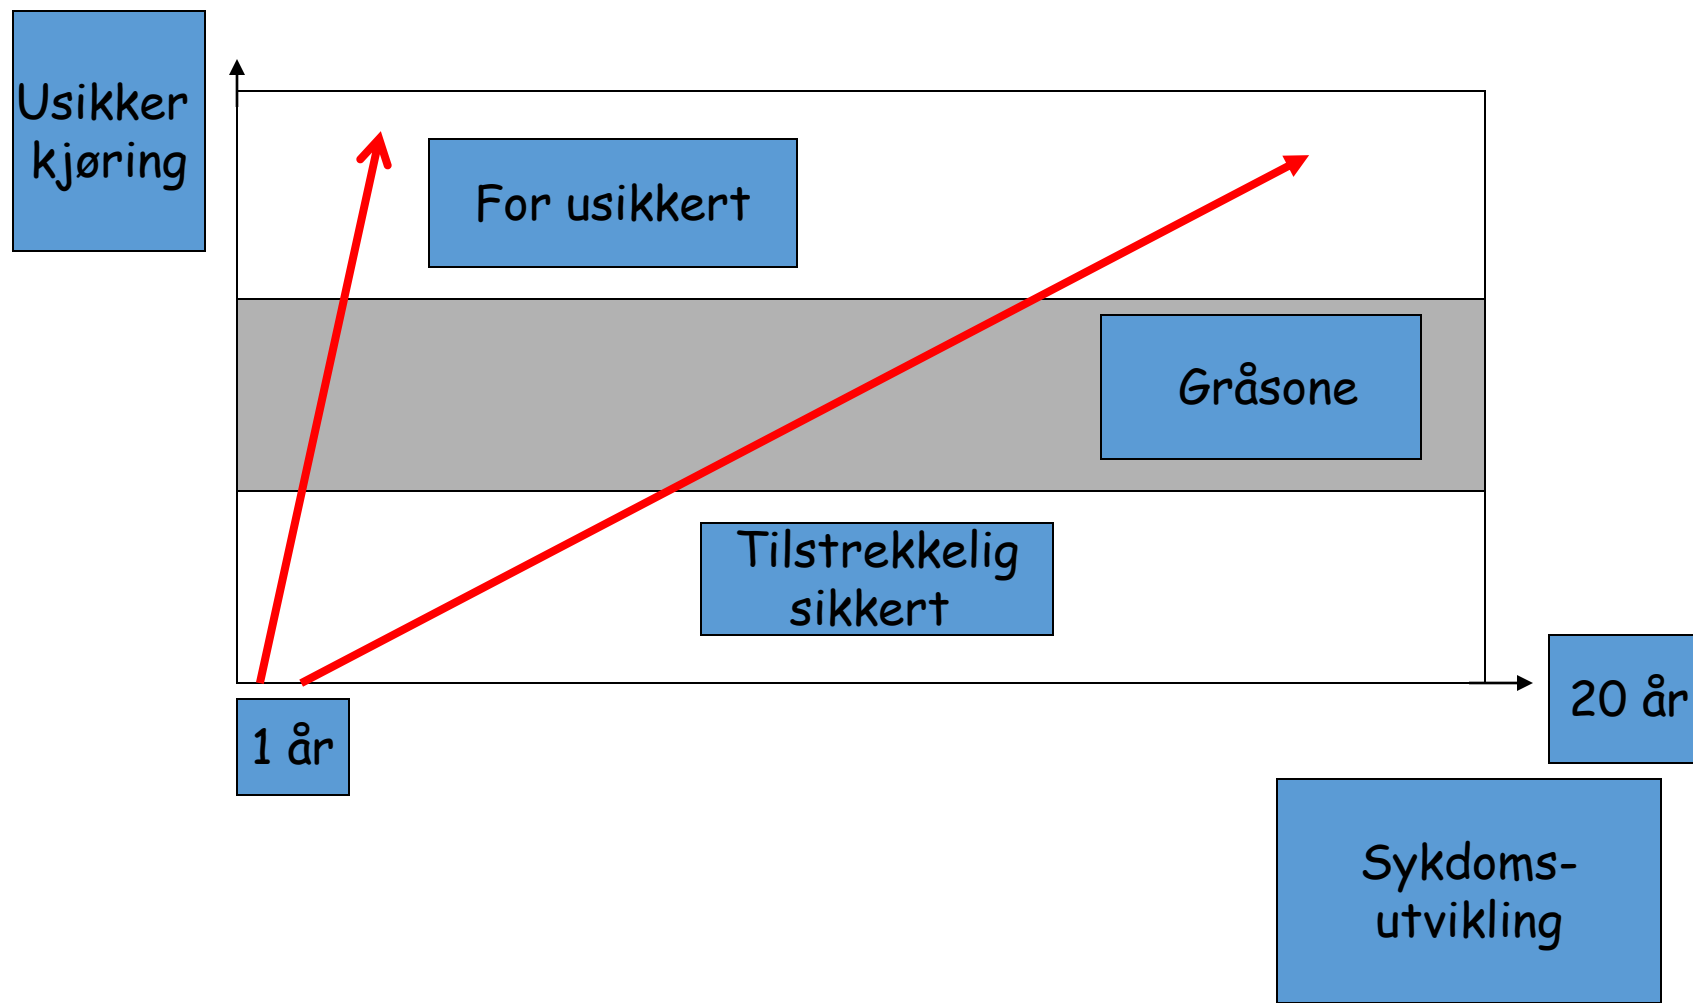 Usikker
kjøring
For usikkert
Gråsone
Tilstrekkelig
sikkert
1 år
20 år
Sykdoms-
utvikling